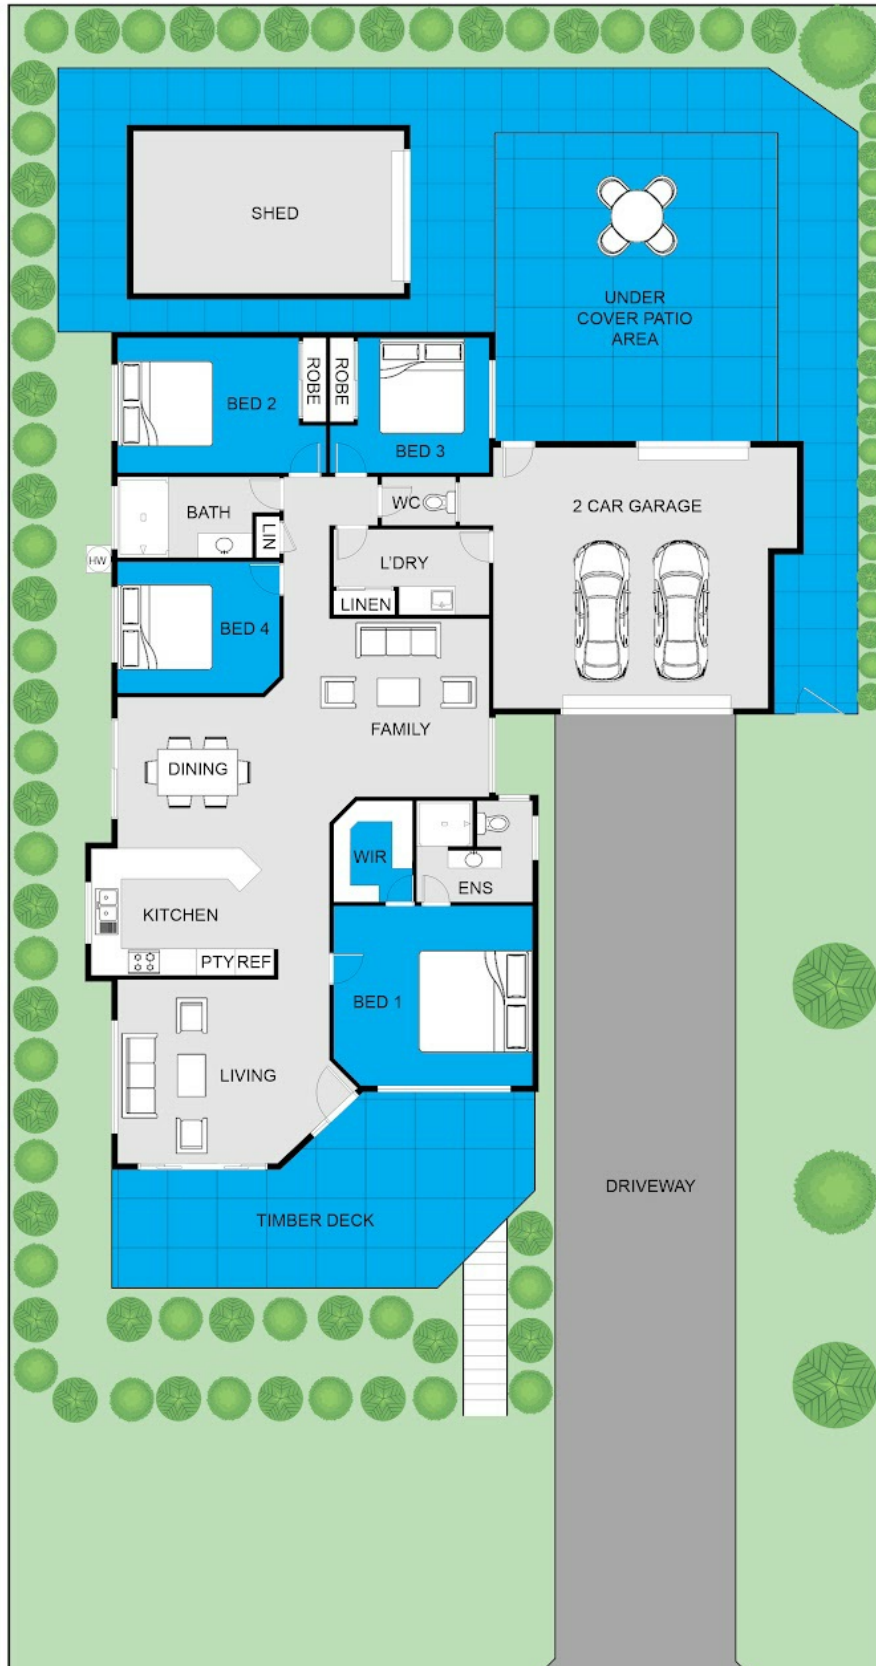 SHED
UNDER
COVER PATIO
AREA
ROBE
ROBE
BED 2
BED 3
WC
2 CAR GARAGE
BATH
LIN
HW
L'DRY
LINEN
BED 4
FAMILY
DINING
WIR
ENS
KITCHEN
PTY REF
BED 1
LIVING
DRIVEWAY
TIMBER DECK